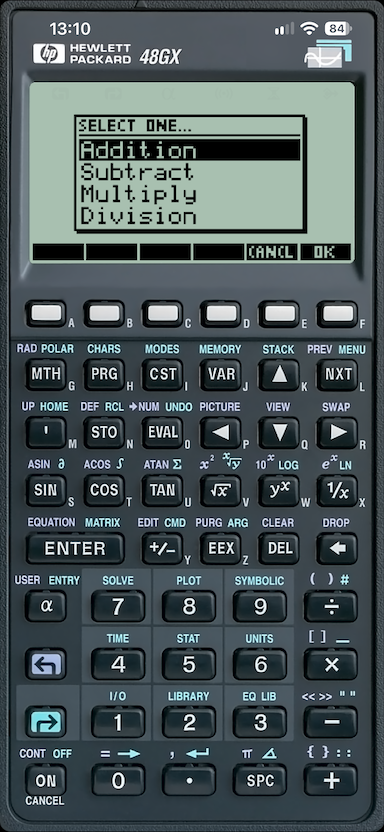 13:10 84
hp HEWLETT PACKARD 48GX
SELECT ONE...
Addition
Subtract
Multiply
Division
CANCL OK
A B C D E F
RAD POLAR CHARS MODES MEMORY STACK PREV MENU
MTH G PRG H CST I VAR J ▲ K NXT L
UP HOME DEF RCL →NUM UNDO PICTURE VIEW SWAP
' M STO N EVAL O ◀ P ▼ Q ▶ R
ASIN ∂ ACOS ∫ ATAN Σ x² ˣ√y 10ˣ LOG eˣ LN
SIN S COS T TAN U √x V yˣ W 1/x X
EQUATION MATRIX EDIT CMD PURG ARG CLEAR DROP
ENTER +/− Y EEX Z DEL ←
USER ENTRY SOLVE PLOT SYMBOLIC ( ) #
α 7 8 9 ÷
TIME STAT UNITS [ ] _
4 5 6 ×
I/O LIBRARY EQ LIB << >> " "
1 2 3 −
CONT OFF = → , ↵ π ∠ { } : :
ON 0 . SPC +
CANCEL